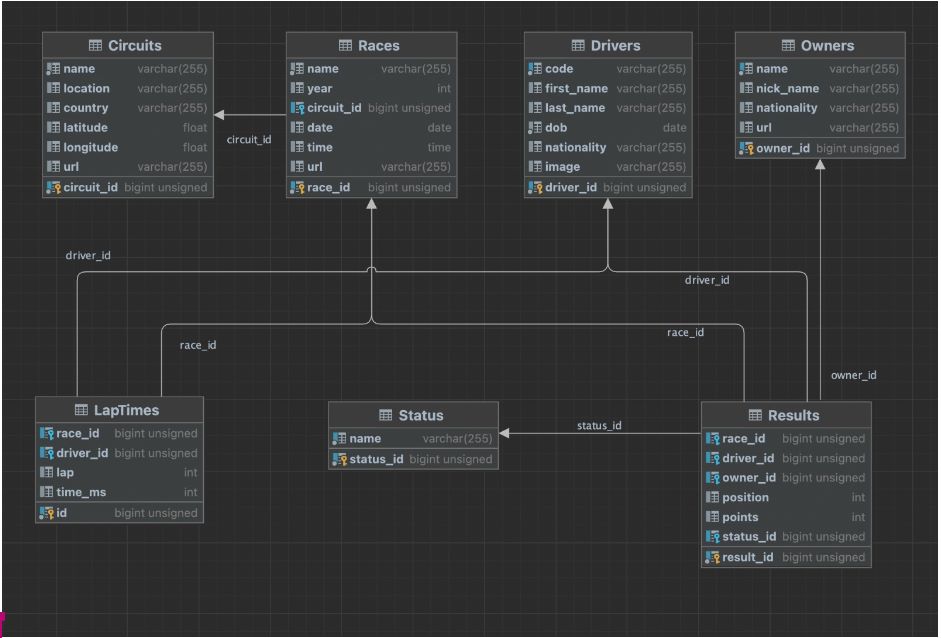 Circuits
name varchar(255)
location varchar(255)
country varchar(255)
latitude float
longitude float
url varchar(255)
circuit_id bigint unsigned
circuit_id
Races
name varchar(255)
year int
circuit_id bigint unsigned
date date
time time
url varchar(255)
race_id bigint unsigned
Drivers
code varchar(255)
first_name varchar(255)
last_name varchar(255)
dob date
nationality varchar(255)
image varchar(255)
driver_id bigint unsigned
Owners
name varchar(255)
nick_name varchar(255)
nationality varchar(255)
url varchar(255)
owner_id bigint unsigned
driver_id
driver_id
race_id
race_id
owner_id
LapTimes
race_id bigint unsigned
driver_id bigint unsigned
lap int
time_ms int
id bigint unsigned
Status
name varchar(255)
status_id bigint unsigned
status_id
Results
race_id bigint unsigned
driver_id bigint unsigned
owner_id bigint unsigned
position int
points int
status_id bigint unsigned
result_id bigint unsigned